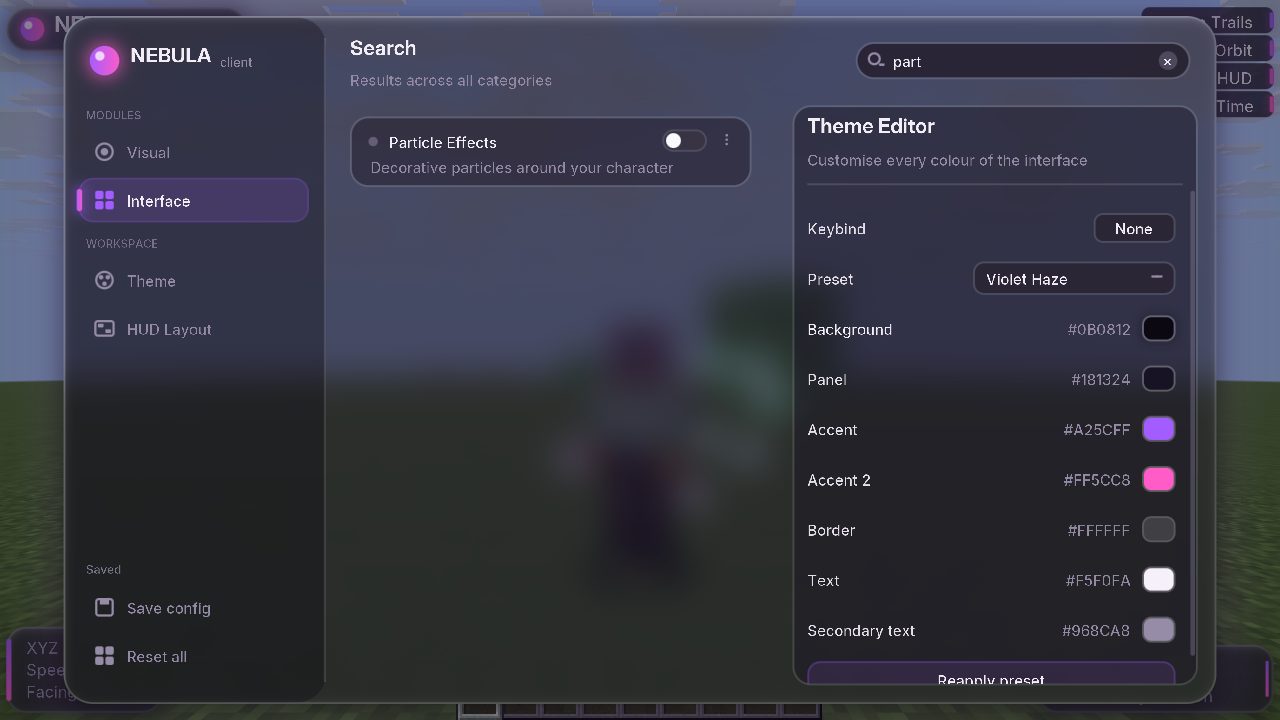 NE
NEBULA client
MODULES
Visual
Interface
WORKSPACE
Theme
HUD Layout
Saved
Save config
Reset all
Search
Results across all categories
part
Particle Effects
Decorative particles around your character
Theme Editor
Customise every colour of the interface
Keybind None
Preset Violet Haze
Background #0B0812
Panel #181324
Accent #A25CFF
Accent 2 #FF5CC8
Border #FFFFFF
Text #F5F0FA
Secondary text #968CA8
Reapply preset
Trails
Orbit
HUD
Time
XYZ
Spee
Facing